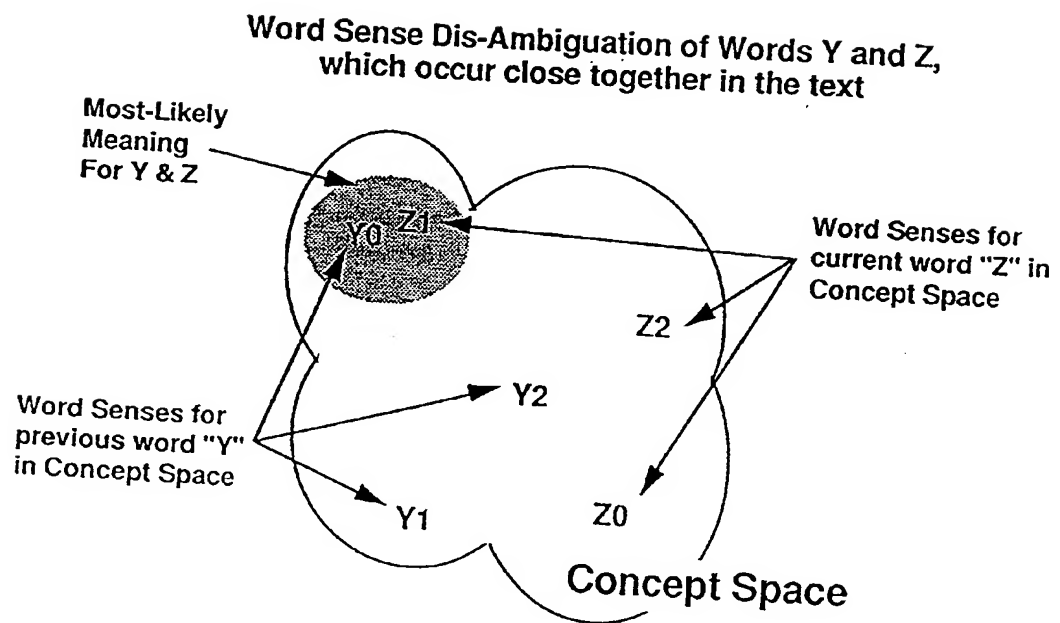 Word Sense Dis-Ambiguation of Words Y and Z,
which occur close together in the text
Most-Likely
Meaning
For Y & Z
Y0
Z1
Word Senses for
current word "Z" in
Concept Space
Z2
Y2
Word Senses for
previous word "Y"
in Concept Space
Y1
Z0
Concept Space